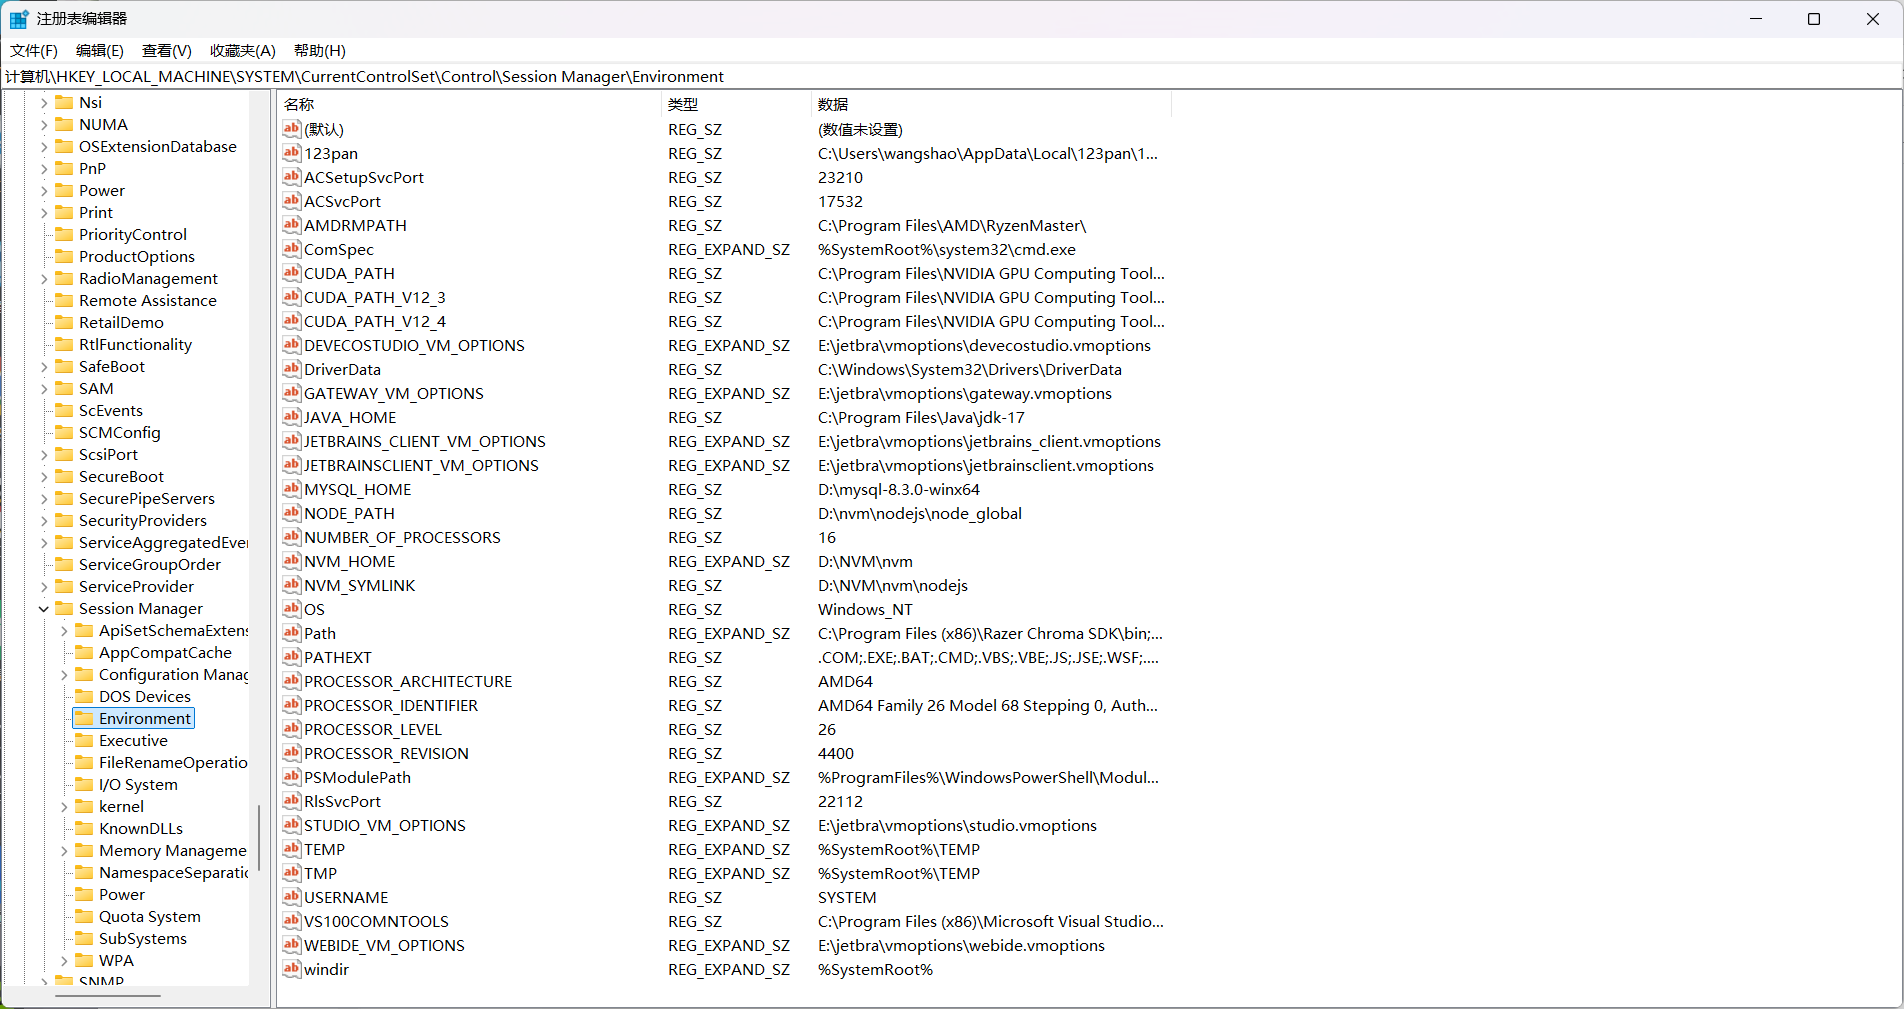 注册表编辑器
文件(F) 编辑(E) 查看(V) 收藏夹(A) 帮助(H)
计算机\HKEY_LOCAL_MACHINE\SYSTEM\CurrentControlSet\Control\Session Manager\Environment
Nsi
NUMA
OSExtensionDatabase
PnP
Power
Print
PriorityControl
ProductOptions
RadioManagement
Remote Assistance
RetailDemo
RtlFunctionality
SafeBoot
SAM
ScEvents
SCMConfig
ScsiPort
SecureBoot
SecurePipeServers
SecurityProviders
ServiceAggregatedEve
ServiceGroupOrder
ServiceProvider
Session Manager
ApiSetSchemaExtens
AppCompatCache
Configuration Manag
DOS Devices
Environment
Executive
FileRenameOperatio
I/O System
kernel
KnownDLLs
Memory Manageme
NamespaceSeparatio
Power
Quota System
SubSystems
WPA
SNMP
名称 类型 数据
(默认) REG_SZ (数值未设置)
123pan REG_SZ C:\Users\wangshao\AppData\Local\123pan\1...
ACSetupSvcPort REG_SZ 23210
ACSvcPort REG_SZ 17532
AMDRMPATH REG_SZ C:\Program Files\AMD\RyzenMaster\
ComSpec REG_EXPAND_SZ %SystemRoot%\system32\cmd.exe
CUDA_PATH REG_SZ C:\Program Files\NVIDIA GPU Computing Tool...
CUDA_PATH_V12_3 REG_SZ C:\Program Files\NVIDIA GPU Computing Tool...
CUDA_PATH_V12_4 REG_SZ C:\Program Files\NVIDIA GPU Computing Tool...
DEVECOSTUDIO_VM_OPTIONS REG_EXPAND_SZ E:\jetbra\vmoptions\devecostudio.vmoptions
DriverData REG_SZ C:\Windows\System32\Drivers\DriverData
GATEWAY_VM_OPTIONS REG_EXPAND_SZ E:\jetbra\vmoptions\gateway.vmoptions
JAVA_HOME REG_SZ C:\Program Files\Java\jdk-17
JETBRAINS_CLIENT_VM_OPTIONS REG_EXPAND_SZ E:\jetbra\vmoptions\jetbrains_client.vmoptions
JETBRAINSCLIENT_VM_OPTIONS REG_EXPAND_SZ E:\jetbra\vmoptions\jetbrainsclient.vmoptions
MYSQL_HOME REG_SZ D:\mysql-8.3.0-winx64
NODE_PATH REG_SZ D:\nvm\nodejs\node_global
NUMBER_OF_PROCESSORS REG_SZ 16
NVM_HOME REG_EXPAND_SZ D:\NVM\nvm
NVM_SYMLINK REG_SZ D:\NVM\nvm\nodejs
OS REG_SZ Windows_NT
Path REG_EXPAND_SZ C:\Program Files (x86)\Razer Chroma SDK\bin;...
PATHEXT REG_SZ .COM;.EXE;.BAT;.CMD;.VBS;.VBE;.JS;.JSE;.WSF;....
PROCESSOR_ARCHITECTURE REG_SZ AMD64
PROCESSOR_IDENTIFIER REG_SZ AMD64 Family 26 Model 68 Stepping 0, Auth...
PROCESSOR_LEVEL REG_SZ 26
PROCESSOR_REVISION REG_SZ 4400
PSModulePath REG_EXPAND_SZ %ProgramFiles%\WindowsPowerShell\Modul...
RlsSvcPort REG_SZ 22112
STUDIO_VM_OPTIONS REG_EXPAND_SZ E:\jetbra\vmoptions\studio.vmoptions
TEMP REG_EXPAND_SZ %SystemRoot%\TEMP
TMP REG_EXPAND_SZ %SystemRoot%\TEMP
USERNAME REG_SZ SYSTEM
VS100COMNTOOLS REG_SZ C:\Program Files (x86)\Microsoft Visual Studio...
WEBIDE_VM_OPTIONS REG_EXPAND_SZ E:\jetbra\vmoptions\webide.vmoptions
windir REG_EXPAND_SZ %SystemRoot%